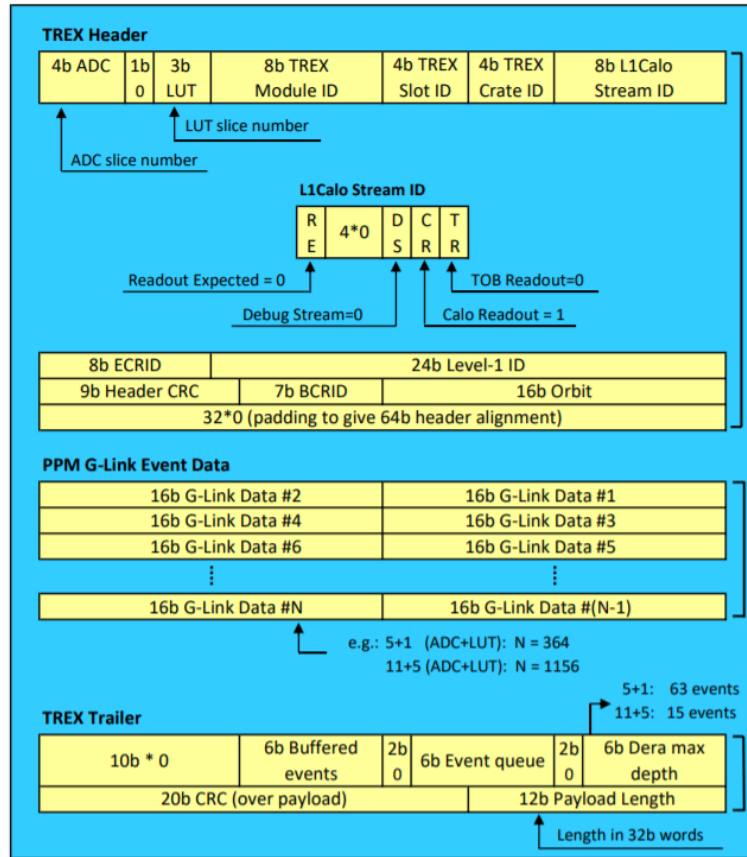 TREX Header
4b ADC 1b 3b 8b TREX 4b TREX 4b TREX 8b L1Calo
0 LUT Module ID Slot ID Crate ID Stream ID
LUT slice number
ADC slice number
L1Calo Stream ID
R 4*0 D C T
E S R R
Readout Expected = 0
TOB Readout=0
Debug Stream=0
Calo Readout = 1
8b ECRID 24b Level-1 ID
9b Header CRC 7b BCRID 16b Orbit
32*0 (padding to give 64b header alignment)
PPM G-Link Event Data
16b G-Link Data #2 16b G-Link Data #1
16b G-Link Data #4 16b G-Link Data #3
16b G-Link Data #6 16b G-Link Data #5
16b G-Link Data #N 16b G-Link Data #(N-1)
e.g.: 5+1 (ADC+LUT): N = 364
11+5 (ADC+LUT): N = 1156
5+1: 63 events
11+5: 15 events
TREX Trailer
10b * 0 6b Buffered 2b 6b Event queue 2b 6b Dera max
events 0 0 depth
20b CRC (over payload) 12b Payload Length
Length in 32b words